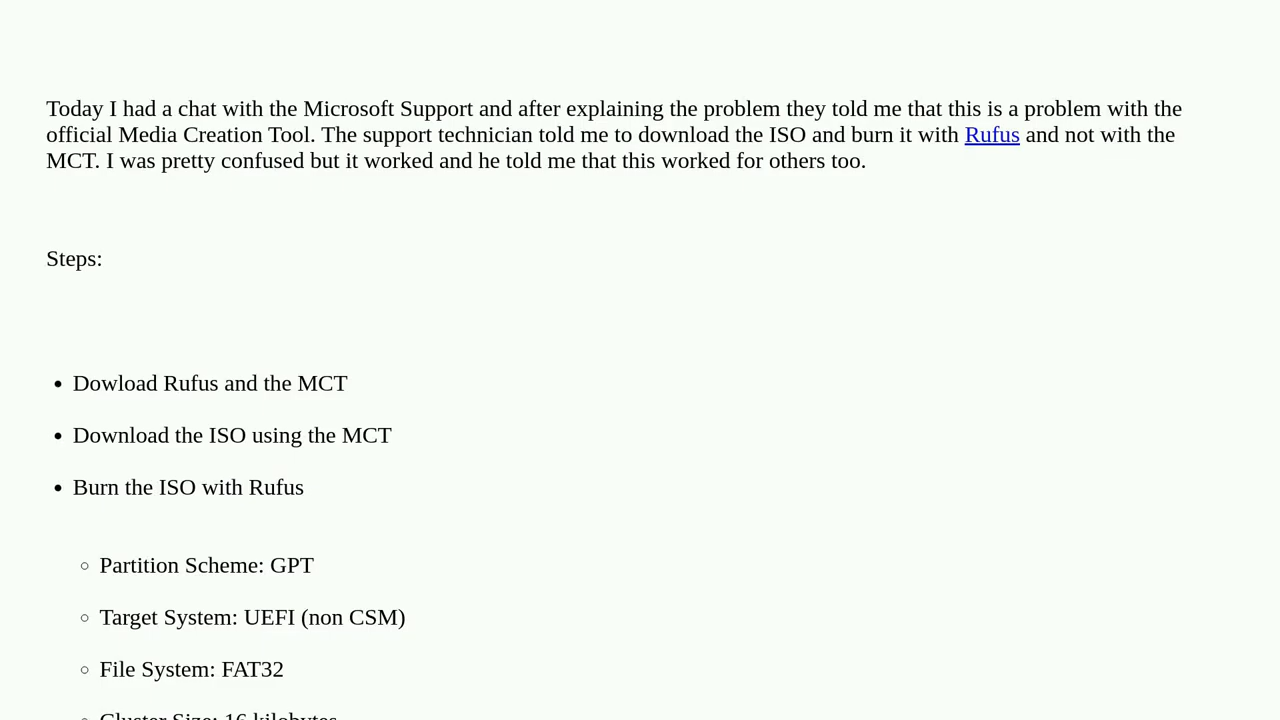 Today I had a chat with the Microsoft Support and after explaining the problem they told me that this is a problem with the
official Media Creation Tool. The support technician told me to download the ISO and burn it with Rufus and not with the
MCT. I was pretty confused but it worked and he told me that this worked for others too.
Steps:
Dowload Rufus and the MCT
Download the ISO using the MCT
Burn the ISO with Rufus
Partition Scheme: GPT
Target System: UEFI (non CSM)
File System: FAT32
Cluster Size: 16 kilobytes